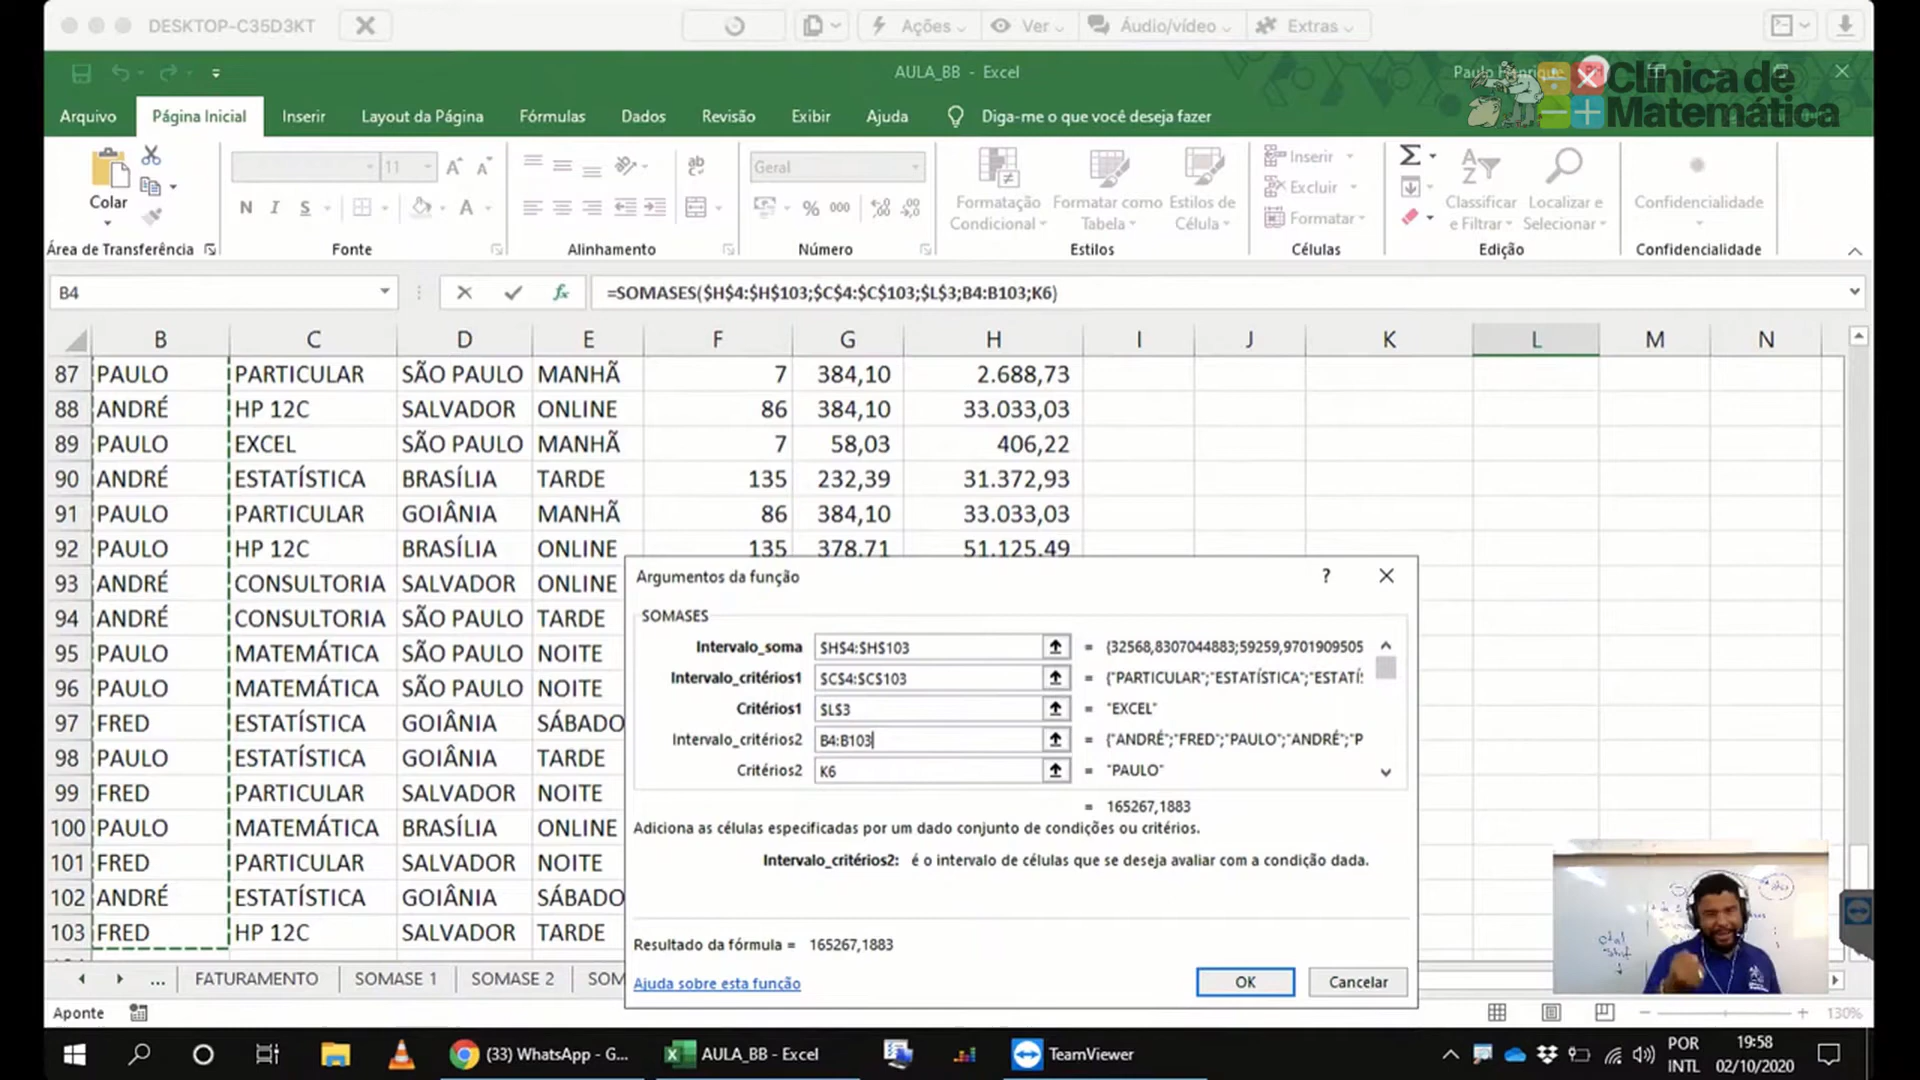 DESKTOP-C35D3KT
Ações
Ver
Áudio/vídeo
Extras
AULA_BB - Excel
Paulo Henrique
Clínica de
Matemática
Arquivo
Página Inicial
Inserir
Layout da Página
Fórmulas
Dados
Revisão
Exibir
Ajuda
Diga-me o que você deseja fazer
Colar
Área de Transferência
11
N I S
A
Fonte
ab
Alinhamento
Geral
% 000
Número
Formatação
Condicional
Formatar como
Tabela
Estilos de
Célula
Estilos
Inserir
Excluir
Formatar
Células
Classificar
e Filtrar
Localizar e
Selecionar
Edição
Confidencialidade
Confidencialidade
B4
fx
=SOMASES($H$4:$H$103;$C$4:$C$103;$L$3;B4:B103;K6)
B C D E F G H I J K L M N
87 PAULO PARTICULAR SÃO PAULO MANHÃ 7 384,10 2.688,73
88 ANDRÉ HP 12C SALVADOR ONLINE 86 384,10 33.033,03
89 PAULO EXCEL SÃO PAULO MANHÃ 7 58,03 406,22
90 ANDRÉ ESTATÍSTICA BRASÍLIA TARDE 135 232,39 31.372,93
91 PAULO PARTICULAR GOIÂNIA MANHÃ 86 384,10 33.033,03
92 PAULO HP 12C BRASÍLIA ONLINE 135 378,71 51.125,49
93 ANDRÉ CONSULTORIA SALVADOR ONLINE
94 ANDRÉ CONSULTORIA SÃO PAULO TARDE
95 PAULO MATEMÁTICA SÃO PAULO NOITE
96 PAULO MATEMÁTICA SÃO PAULO NOITE
97 FRED ESTATÍSTICA GOIÂNIA SÁBADO
98 PAULO ESTATÍSTICA GOIÂNIA TARDE
99 FRED PARTICULAR SALVADOR NOITE
100 PAULO MATEMÁTICA BRASÍLIA ONLINE
101 FRED PARTICULAR SALVADOR NOITE
102 ANDRÉ ESTATÍSTICA GOIÂNIA SÁBADO
103 FRED HP 12C SALVADOR TARDE
Argumentos da função
?
SOMASES
Intervalo_soma $H$4:$H$103 = {32568,8307044883;59259,9701909505
Intervalo_critérios1 $C$4:$C$103 = {"PARTICULAR";"ESTATÍSTICA";"ESTATÍS
Critérios1 $L$3 = "EXCEL"
Intervalo_critérios2 B4:B103 = {"ANDRÉ";"FRED";"PAULO";"ANDRÉ";"P
Critérios2 K6 = "PAULO"
= 165267,1883
Adiciona as células especificadas por um dado conjunto de condições ou critérios.
Intervalo_critérios2: é o intervalo de células que se deseja avaliar com a condição dada.
Resultado da fórmula = 165267,1883
Ajuda sobre esta função
OK
Cancelar
... FATURAMENTO SOMASE 1 SOMASE 2 SOM
Aponte
130%
(33) WhatsApp - G...
AULA_BB - Excel
TeamViewer
POR
INTL
19:58
02/10/2020